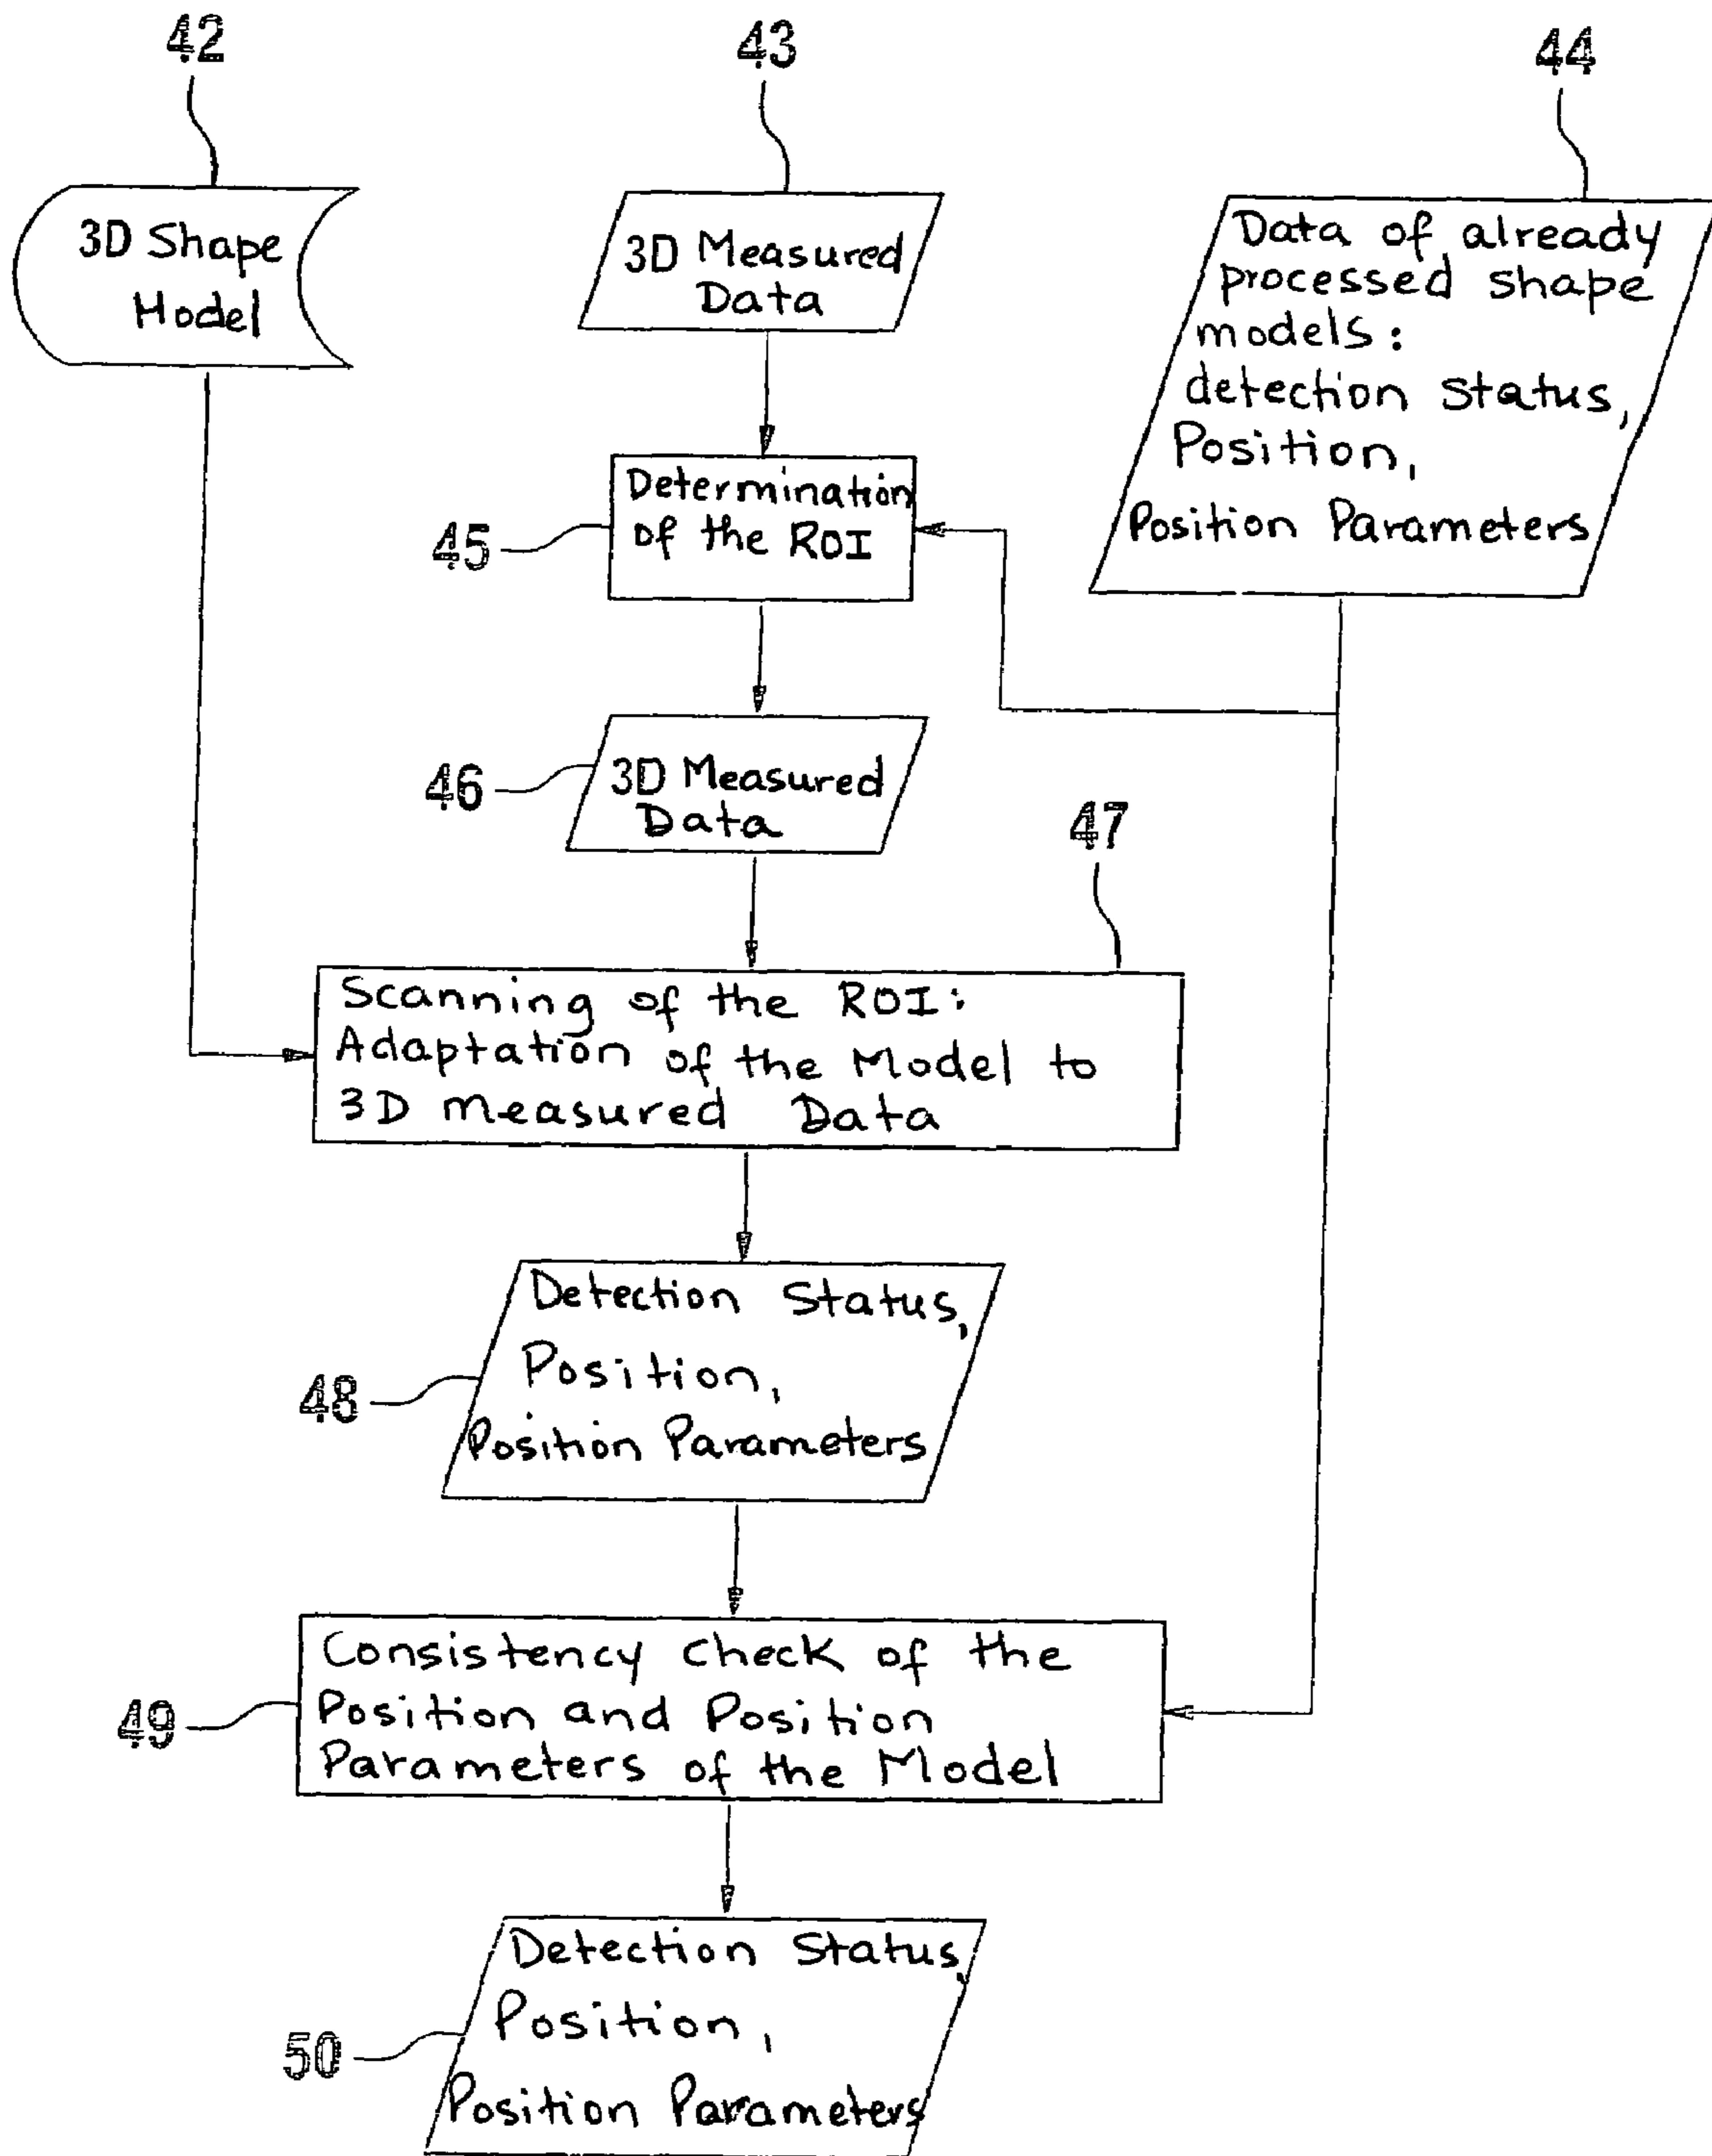 42
43
44
3D Shape
Model
3D Measured
Data
Data of already
processed shape
models:
detection status,
Position,
Position Parameters
45
Determination
of the ROI
46
3D Measured
Data
47
Scanning of the ROI:
Adaptation of the Model to
3D measured Data
48
Detection Status,
Position,
Position Parameters
49
Consistency check of the
Position and Position
Parameters of the Model
50
Detection Status,
Position,
Position Parameters